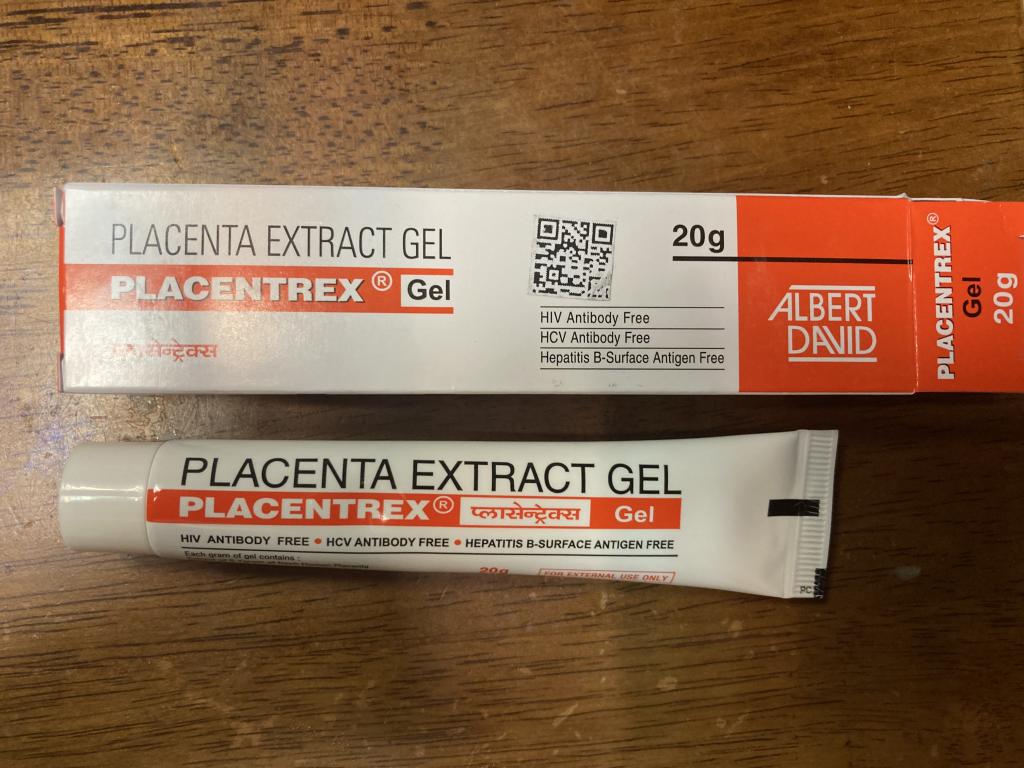 PLACENTA EXTRACT GEL
PLACENTREX® Gel
प्लासेन्ट्रेक्स
20g
HIV Antibody Free
HCV Antibody Free
Hepatitis B-Surface Antigen Free
ALBERT
DAVID
PLACENTREX®
Gel
20g
PLACENTA EXTRACT GEL
PLACENTREX® प्लासेन्ट्रेक्स Gel
HIV ANTIBODY FREE • HCV ANTIBODY FREE • HEPATITIS B-SURFACE ANTIGEN FREE
Each gram of gel contains :
Human Placenta
20g
FOR EXTERNAL USE ONLY